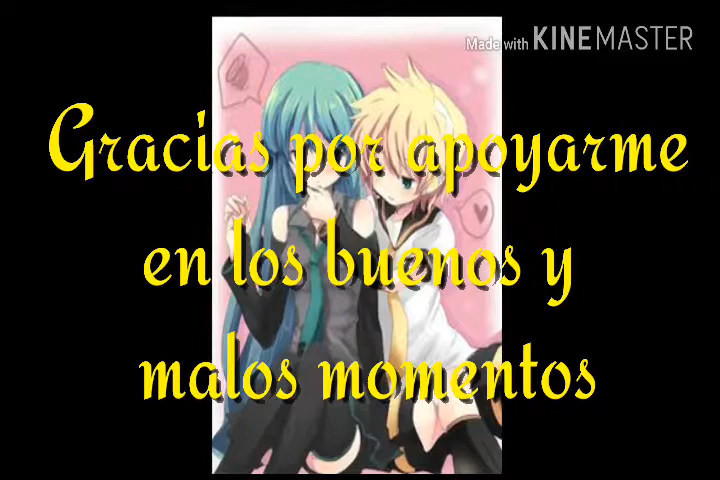 Made with KINEMASTER
Gracias por apoyarme
en los buenos y
malos momentos